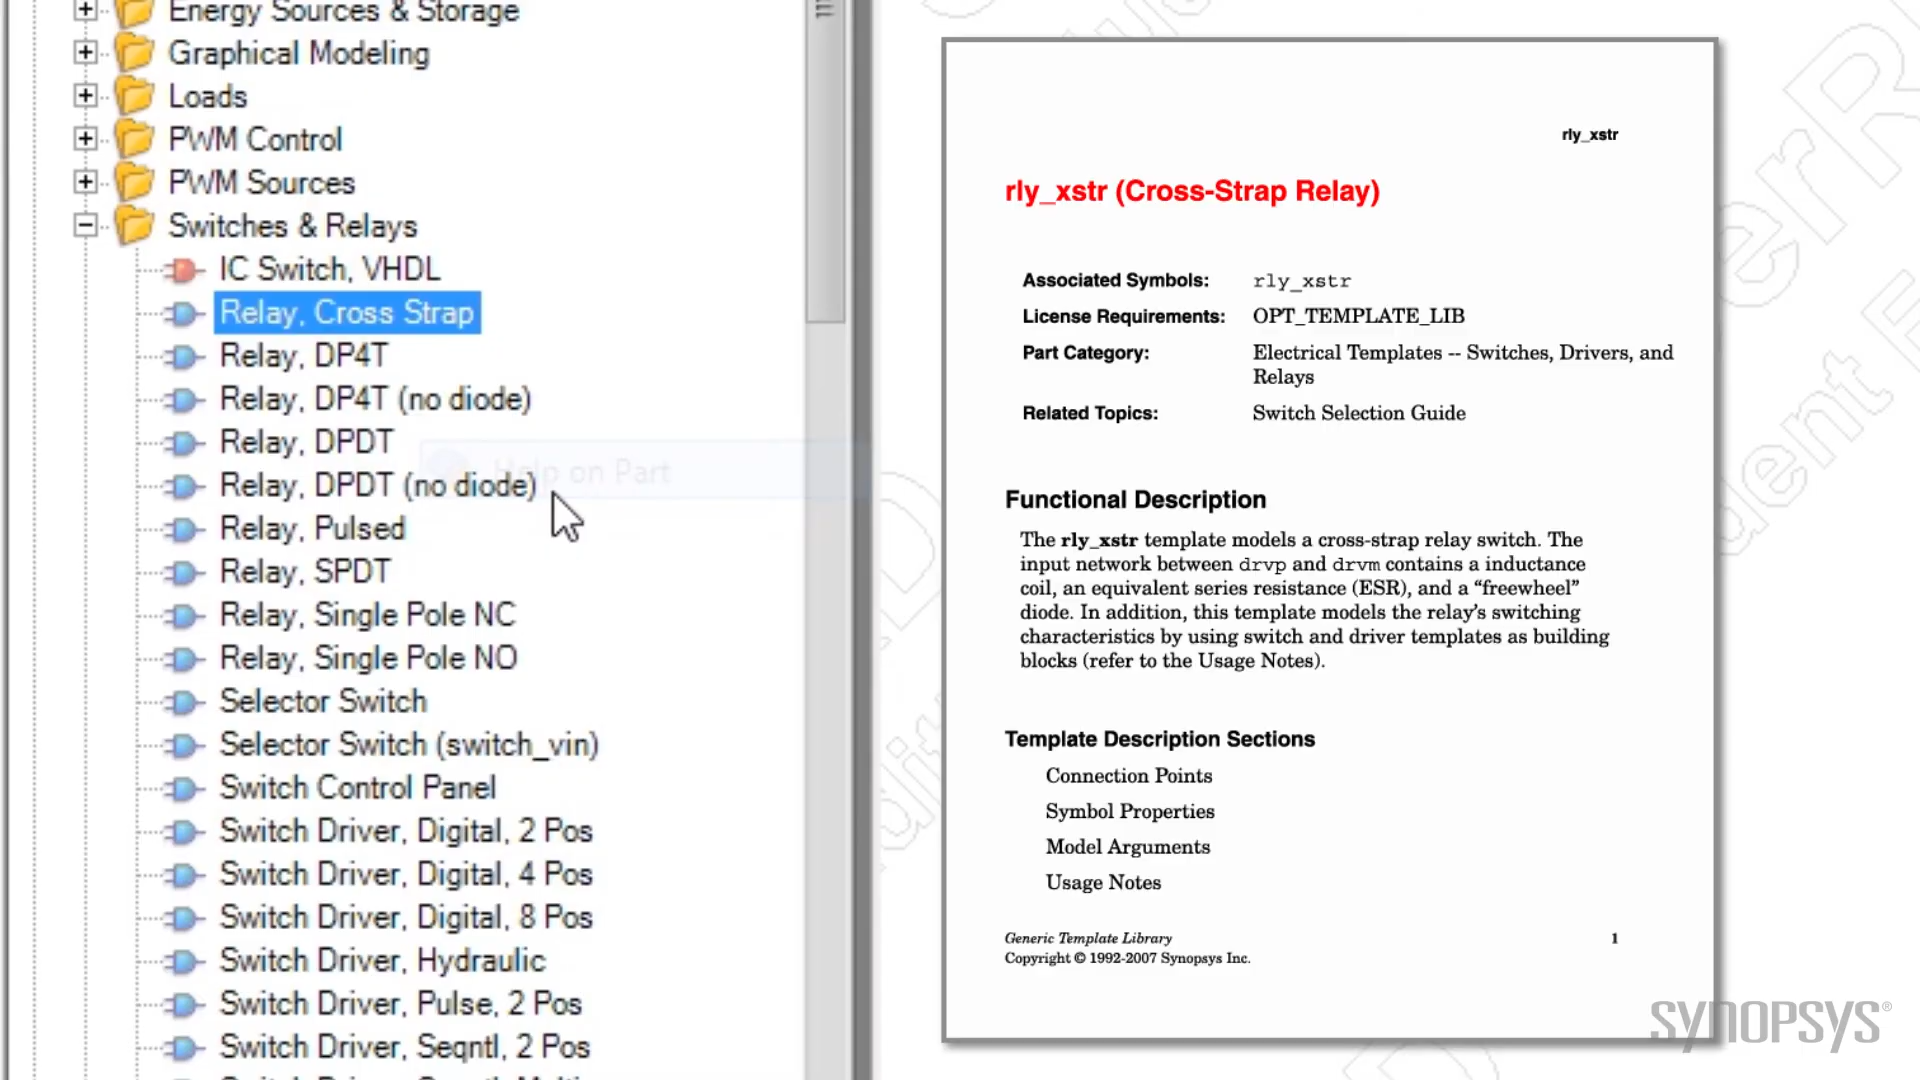 Energy Sources & Storage
Graphical Modeling
Loads
PWM Control
PWM Sources
Switches & Relays
IC Switch, VHDL
Relay, Cross Strap
Relay, DP4T
Relay, DP4T (no diode)
Relay, DPDT
Help on Part
Relay, DPDT (no diode)
Relay, Pulsed
Relay, SPDT
Relay, Single Pole NC
Relay, Single Pole NO
Selector Switch
Selector Switch (switch_vin)
Switch Control Panel
Switch Driver, Digital, 2 Pos
Switch Driver, Digital, 4 Pos
Switch Driver, Digital, 8 Pos
Switch Driver, Hydraulic
Switch Driver, Pulse, 2 Pos
Switch Driver, Seqntl, 2 Pos
rly_xstr
rly_xstr (Cross-Strap Relay)
Associated Symbols: rly_xstr
License Requirements: OPT_TEMPLATE_LIB
Part Category: Electrical Templates -- Switches, Drivers, and
Relays
Related Topics: Switch Selection Guide
Functional Description
The rly_xstr template models a cross-strap relay switch. The
input network between drvp and drvm contains a inductance
coil, an equivalent series resistance (ESR), and a “freewheel”
diode. In addition, this template models the relay’s switching
characteristics by using switch and driver templates as building
blocks (refer to the Usage Notes).
Template Description Sections
Connection Points
Symbol Properties
Model Arguments
Usage Notes
Generic Template Library 1
Copyright © 1992-2007 Synopsys Inc.
SYNOPSYS®